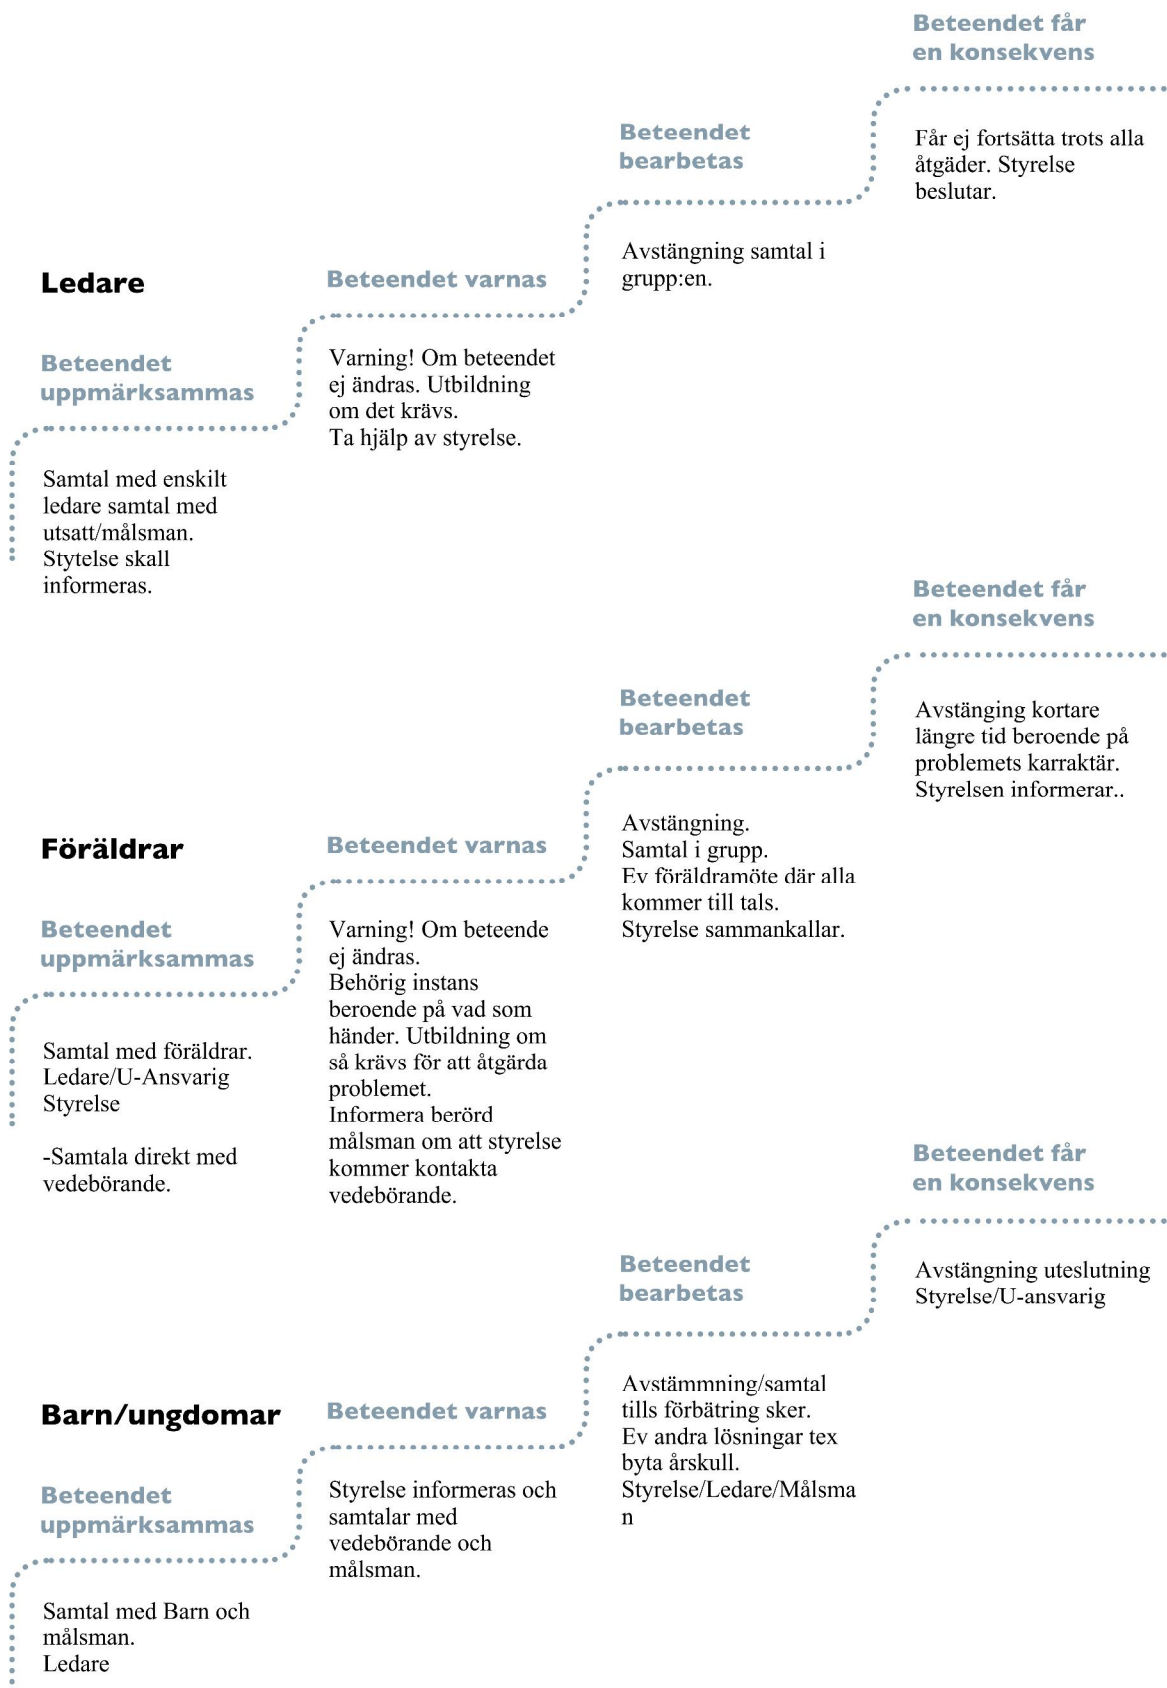 Ledare
Beteendet
uppmärksammas
Samtal med enskilt
ledare samtal med
utsatt/målsman.
Stytelse skall
informeras.
Beteendet varnas
Varning! Om beteendet
ej ändras. Utbildning
om det krävs.
Ta hjälp av styrelse.
Beteendet
bearbetas
Avstängning samtal i
grupp:en.
Beteendet får
en konsekvens
Får ej fortsätta trots alla
åtgäder. Styrelse
beslutar.
Föräldrar
Beteendet
uppmärksammas
Samtal med föräldrar.
Ledare/U-Ansvarig
Styrelse
-Samtala direkt med
vedebörande.
Beteendet varnas
Varning! Om beteende
ej ändras.
Behörig instans
beroende på vad som
händer. Utbildning om
så krävs för att åtgärda
problemet.
Informera berörd
målsman om att styrelse
kommer kontakta
vedebörande.
Beteendet
bearbetas
Avstängning.
Samtal i grupp.
Ev föräldramöte där alla
kommer till tals.
Styrelse sammankallar.
Beteendet får
en konsekvens
Avstänging kortare
längre tid beroende på
problemets karraktär.
Styrelsen informerar..
Barn/ungdomar
Beteendet
uppmärksammas
Samtal med Barn och
målsman.
Ledare
Beteendet varnas
Styrelse informeras och
samtalar med
vedebörande och
målsman.
Beteendet
bearbetas
Avstämmning/samtal
tills förbätring sker.
Ev andra lösningar tex
byta årskull.
Styrelse/Ledare/Målsma
n
Beteendet får
en konsekvens
Avstängning uteslutning
Styrelse/U-ansvarig